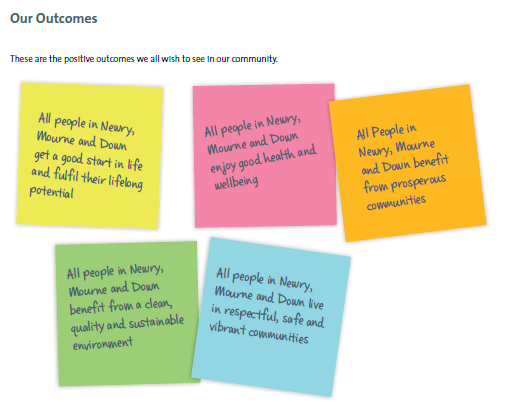 Our Outcomes
These are the positive outcomes we all wish to see in our community.
All people in Newry,
Mourne and Down
get a good start in life
and fulfil their lifelong
potential
All people in Newry,
Mourne and Down
enjoy good health and
wellbeing
All People in
Newry, Mourne
and Down benefit
from prosperous
communities
All people in Newry,
Mourne and Down
benefit from a clean,
quality and sustainable
environment
All people in Newry,
Mourne and Down live
in respectful, safe and
vibrant communities